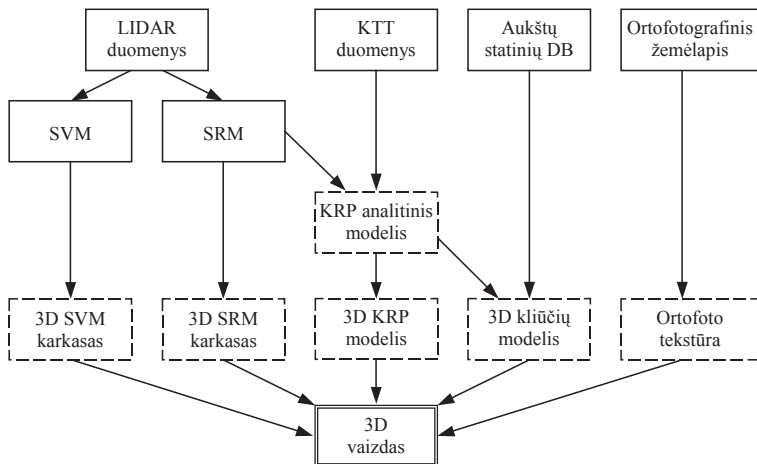 LIDAR
duomenys
KTT
duomenys
Aukštų
statinių DB
Ortofotografinis
žemėlapis
SVM
SRM
KRP analitinis
modelis
3D SVM
karkasas
3D SRM
karkasas
3D KRP
modelis
3D kliūčių
modelis
Ortofoto
tekstūra
3D
vaizdas